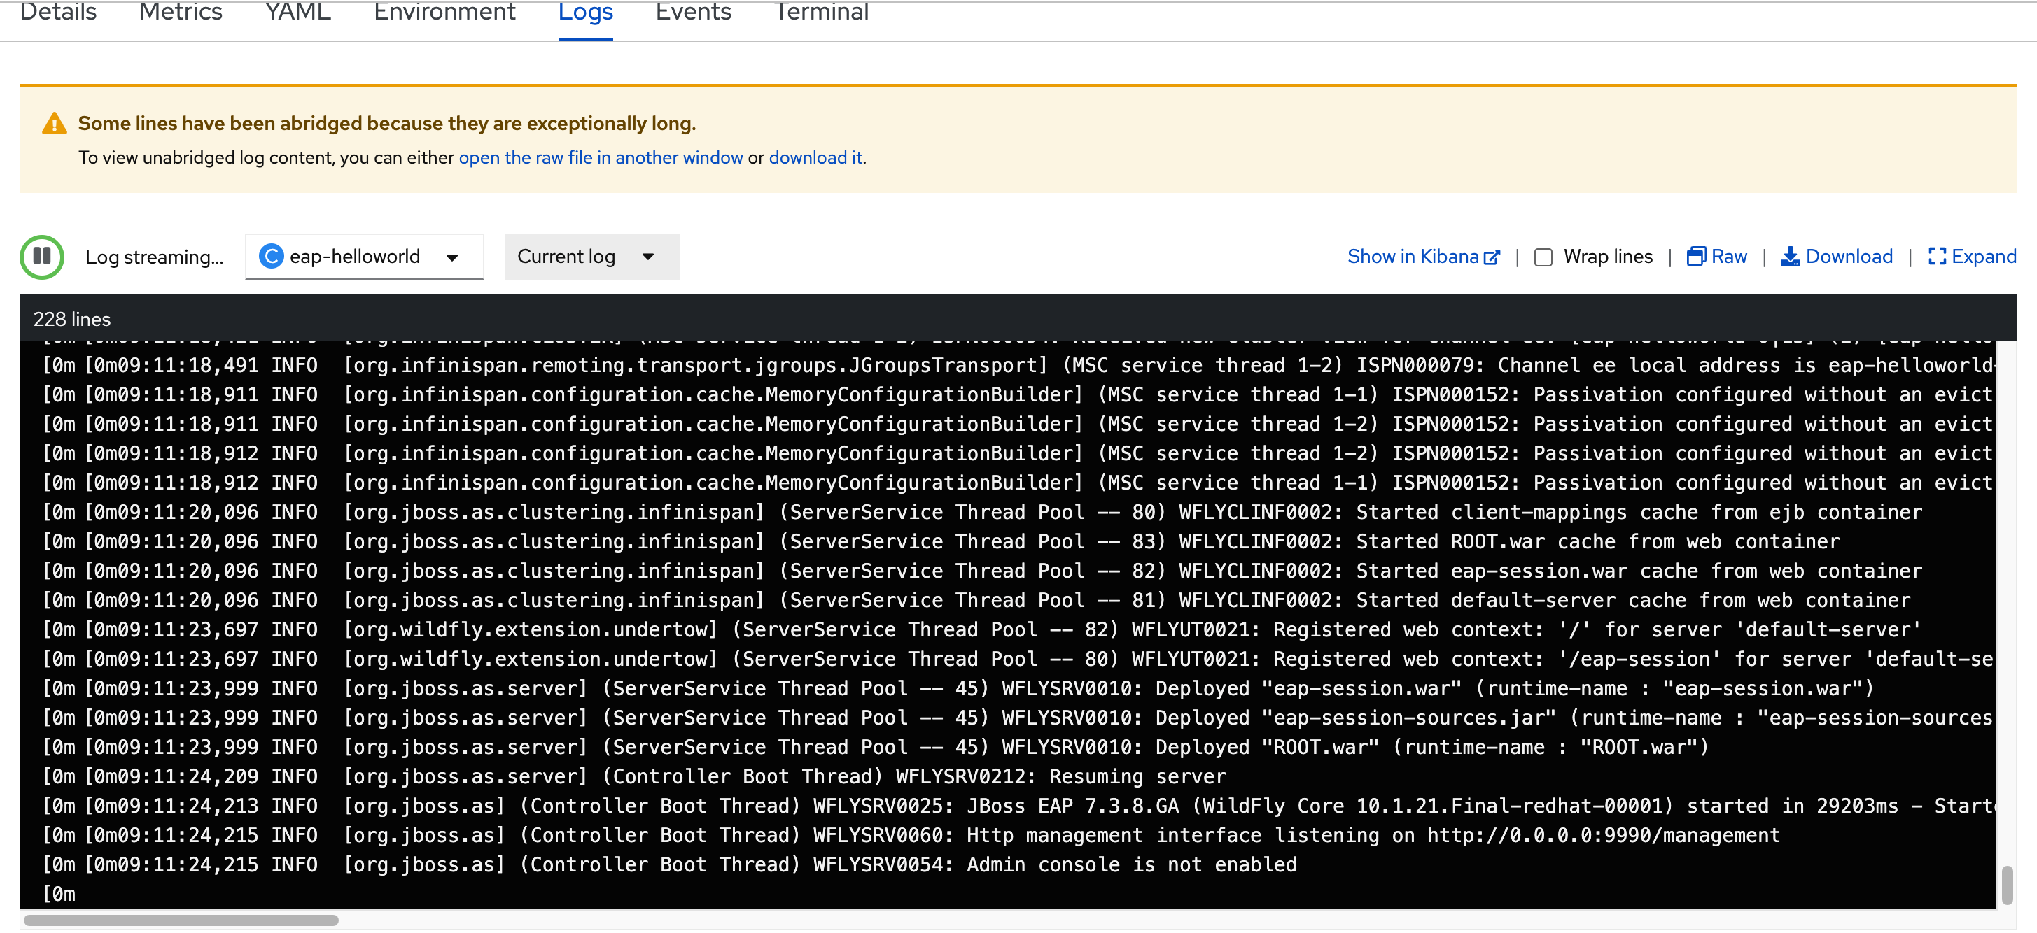 Details Metrics YAML Environment Logs Events Terminal
Some lines have been abridged because they are exceptionally long.
To view unabridged log content, you can either open the raw file in another window or download it.
Log streaming... C eap-helloworld Current log Show in Kibana | Wrap lines | Raw | Download | Expand
228 lines
[0m [0m09:11:18,491 INFO [org.infinispan.remoting.transport.jgroups.JGroupsTransport] (MSC service thread 1-2) ISPN000079: Channel ee local address is eap-helloworld-
[0m [0m09:11:18,911 INFO [org.infinispan.configuration.cache.MemoryConfigurationBuilder] (MSC service thread 1-1) ISPN000152: Passivation configured without an evict
[0m [0m09:11:18,911 INFO [org.infinispan.configuration.cache.MemoryConfigurationBuilder] (MSC service thread 1-2) ISPN000152: Passivation configured without an evict
[0m [0m09:11:18,912 INFO [org.infinispan.configuration.cache.MemoryConfigurationBuilder] (MSC service thread 1-2) ISPN000152: Passivation configured without an evict
[0m [0m09:11:18,912 INFO [org.infinispan.configuration.cache.MemoryConfigurationBuilder] (MSC service thread 1-1) ISPN000152: Passivation configured without an evict
[0m [0m09:11:20,096 INFO [org.jboss.as.clustering.infinispan] (ServerService Thread Pool -- 80) WFLYCLINF0002: Started client-mappings cache from ejb container
[0m [0m09:11:20,096 INFO [org.jboss.as.clustering.infinispan] (ServerService Thread Pool -- 83) WFLYCLINF0002: Started ROOT.war cache from web container
[0m [0m09:11:20,096 INFO [org.jboss.as.clustering.infinispan] (ServerService Thread Pool -- 82) WFLYCLINF0002: Started eap-session.war cache from web container
[0m [0m09:11:20,096 INFO [org.jboss.as.clustering.infinispan] (ServerService Thread Pool -- 81) WFLYCLINF0002: Started default-server cache from web container
[0m [0m09:11:23,697 INFO [org.wildfly.extension.undertow] (ServerService Thread Pool -- 82) WFLYUT0021: Registered web context: '/' for server 'default-server'
[0m [0m09:11:23,697 INFO [org.wildfly.extension.undertow] (ServerService Thread Pool -- 80) WFLYUT0021: Registered web context: '/eap-session' for server 'default-se
[0m [0m09:11:23,999 INFO [org.jboss.as.server] (ServerService Thread Pool -- 45) WFLYSRV0010: Deployed "eap-session.war" (runtime-name : "eap-session.war")
[0m [0m09:11:23,999 INFO [org.jboss.as.server] (ServerService Thread Pool -- 45) WFLYSRV0010: Deployed "eap-session-sources.jar" (runtime-name : "eap-session-sources
[0m [0m09:11:23,999 INFO [org.jboss.as.server] (ServerService Thread Pool -- 45) WFLYSRV0010: Deployed "ROOT.war" (runtime-name : "ROOT.war")
[0m [0m09:11:24,209 INFO [org.jboss.as.server] (Controller Boot Thread) WFLYSRV0212: Resuming server
[0m [0m09:11:24,213 INFO [org.jboss.as] (Controller Boot Thread) WFLYSRV0025: JBoss EAP 7.3.8.GA (WildFly Core 10.1.21.Final-redhat-00001) started in 29203ms - Starte
[0m [0m09:11:24,215 INFO [org.jboss.as] (Controller Boot Thread) WFLYSRV0060: Http management interface listening on http://0.0.0.0:9990/management
[0m [0m09:11:24,215 INFO [org.jboss.as] (Controller Boot Thread) WFLYSRV0054: Admin console is not enabled
[0m